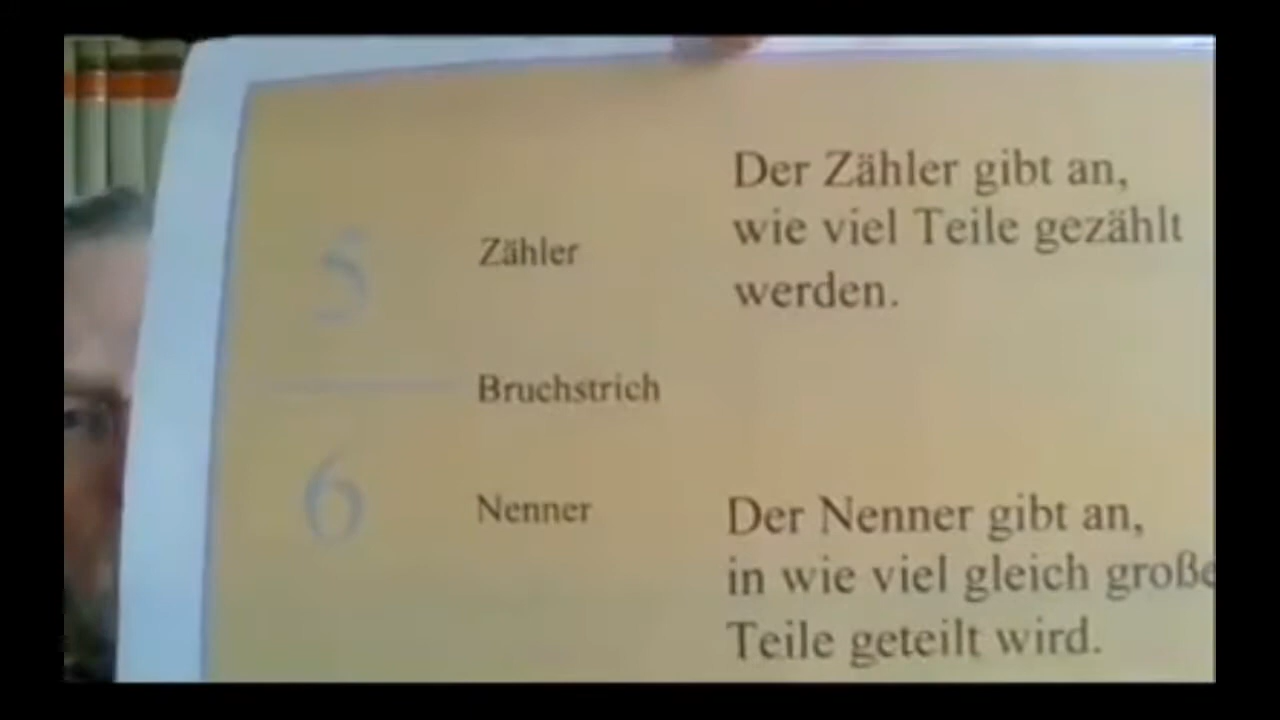 Der Zähler gibt an,
wie viel Teile gezählt
werden.
5
Zähler
Bruchstrich
6
Nenner
Der Nenner gibt an,
in wie viel gleich große
Teile geteilt wird.